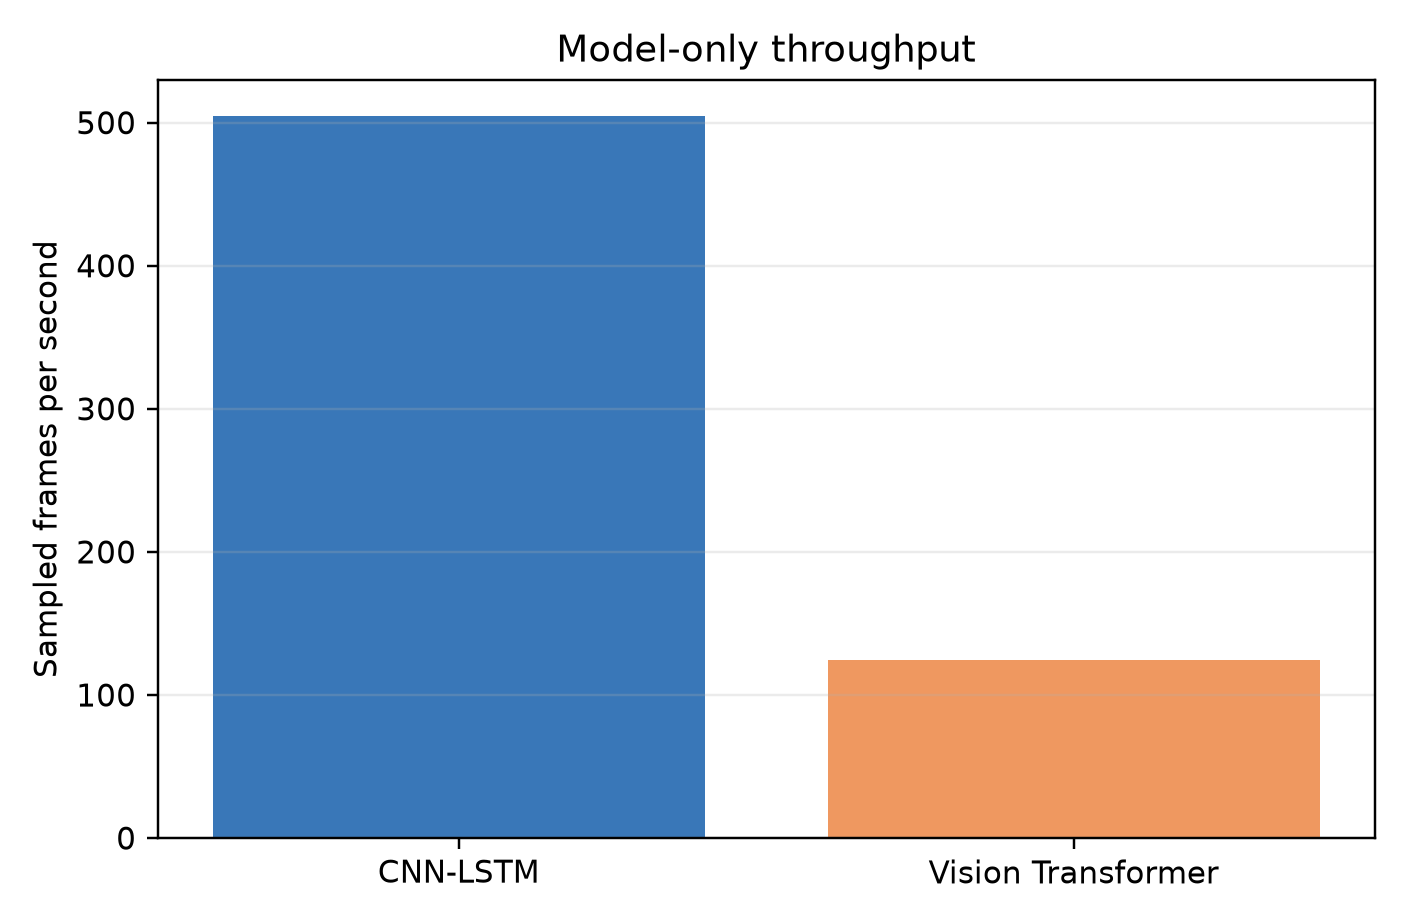 Model-only throughput
Sampled frames per second
500
400
300
200
100
0
CNN-LSTM
Vision Transformer